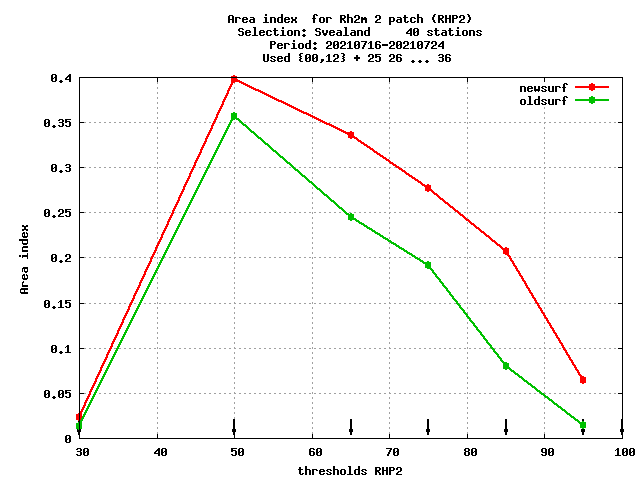 Area index  for Rh2m 2 patch (RHP2)
Selection: Svealand     40 stations
Period: 20210716-20210724
Used {00,12} + 25 26 ... 36
newsurf
oldsurf
0.4
0.35
0.3
0.25
0.2
0.15
0.1
0.05
0
Area index
30 40 50 60 70 80 90 100
thresholds RHP2